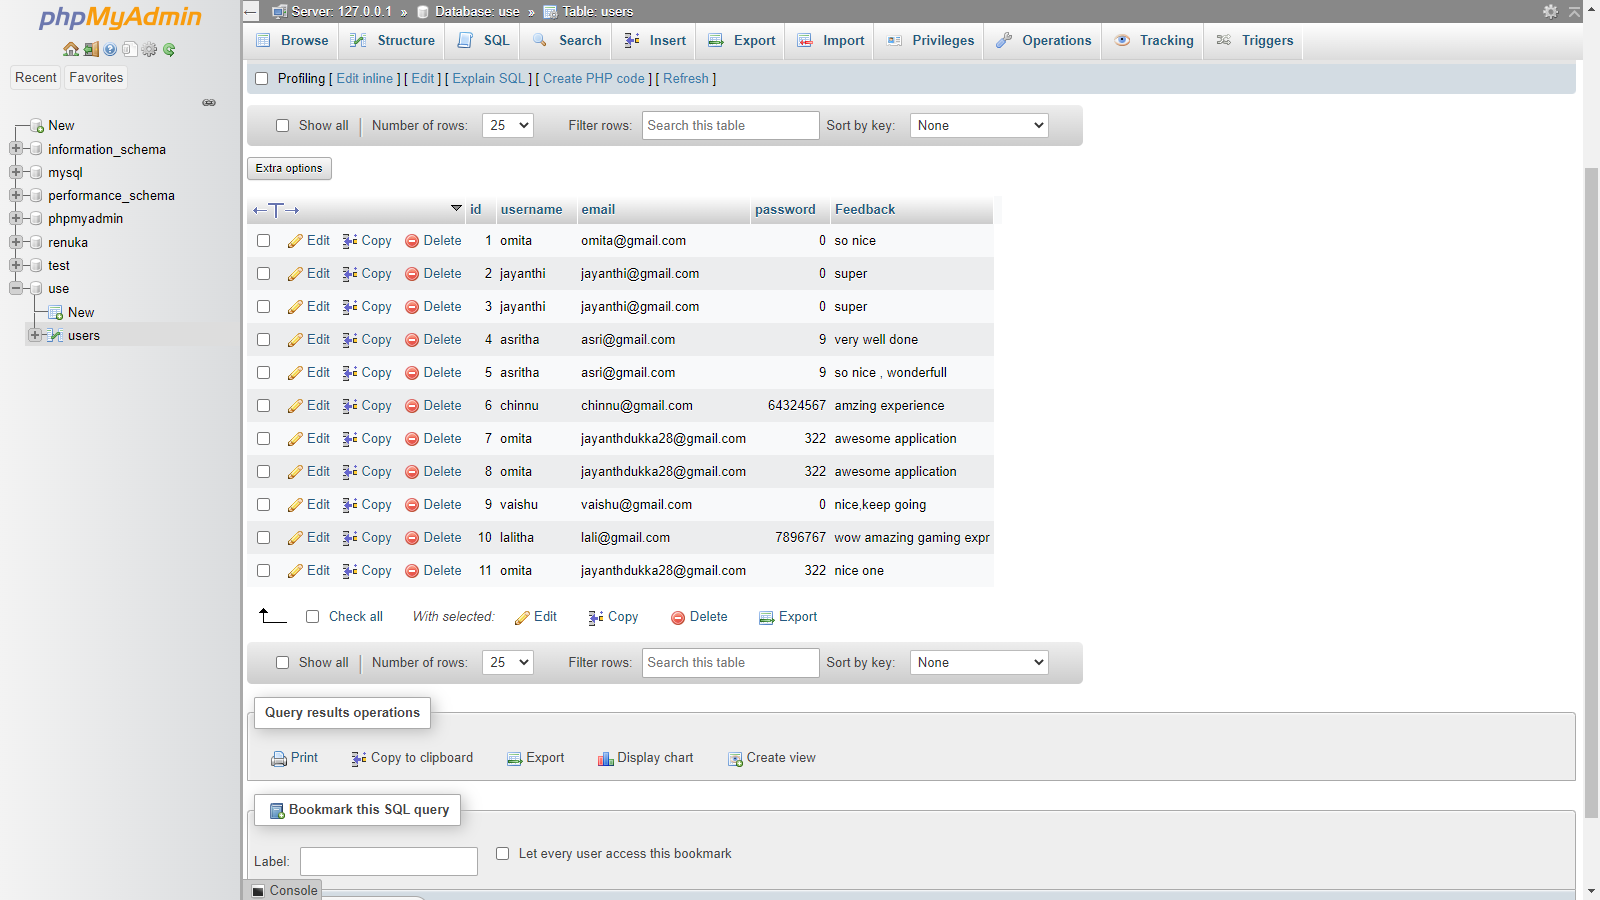 phpMyAdmin
Recent Favorites
New
information_schema
mysql
performance_schema
phpmyadmin
renuka
test
use
New
users
Server: 127.0.0.1 » Database: use » Table: users
Browse Structure SQL Search Insert Export Import Privileges Operations Tracking Triggers
Profiling [ Edit inline ] [ Edit ] [ Explain SQL ] [ Create PHP code ] [ Refresh ]
Show all Number of rows: 25 Filter rows: Search this table Sort by key: None
Extra options
←T→ id username email password Feedback
Edit Copy Delete 1 omita omita@gmail.com 0 so nice
Edit Copy Delete 2 jayanthi jayanthi@gmail.com 0 super
Edit Copy Delete 3 jayanthi jayanthi@gmail.com 0 super
Edit Copy Delete 4 asritha asri@gmail.com 9 very well done
Edit Copy Delete 5 asritha asri@gmail.com 9 so nice , wonderfull
Edit Copy Delete 6 chinnu chinnu@gmail.com 64324567 amzing experience
Edit Copy Delete 7 omita jayanthdukka28@gmail.com 322 awesome application
Edit Copy Delete 8 omita jayanthdukka28@gmail.com 322 awesome application
Edit Copy Delete 9 vaishu vaishu@gmail.com 0 nice,keep going
Edit Copy Delete 10 lalitha lali@gmail.com 7896767 wow amazing gaming expr
Edit Copy Delete 11 omita jayanthdukka28@gmail.com 322 nice one
Check all With selected: Edit Copy Delete Export
Show all Number of rows: 25 Filter rows: Search this table Sort by key: None
Query results operations
Print Copy to clipboard Export Display chart Create view
Bookmark this SQL query
Label: Let every user access this bookmark
Console